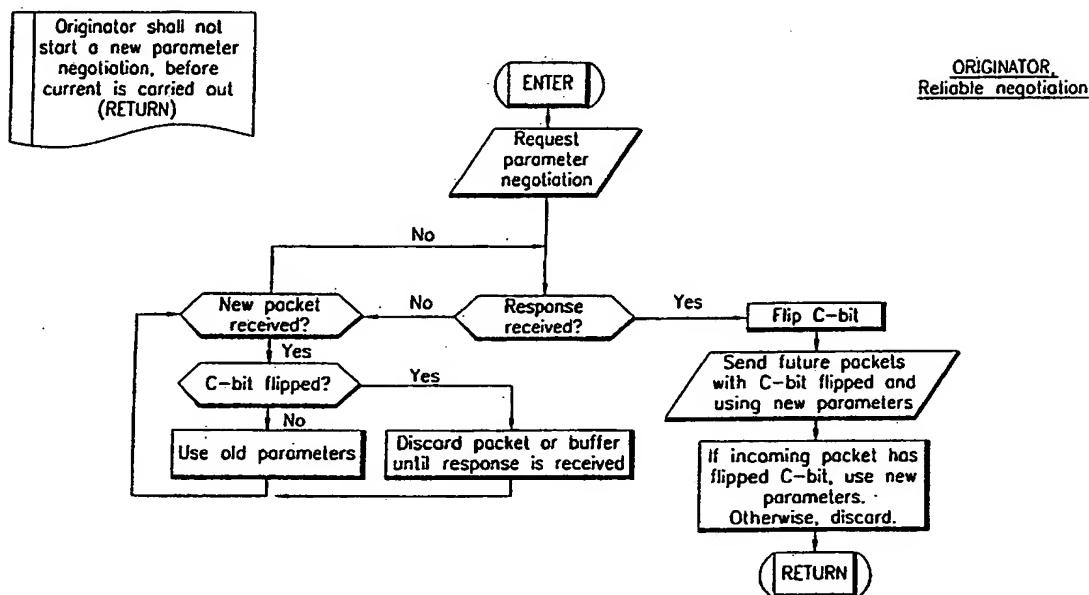 Originator shall not
start a new parameter
negotiation, before
current is carried out
(RETURN)
ORIGINATOR,
Reliable negotiation
ENTER
Request
parameter
negotiation
No
New packet
received?
No
Response
received?
Yes
Flip C-bit
Yes
C-bit flipped?
Yes
Send future packets
with C-bit flipped and
using new parameters
No
Use old parameters
Discard packet or buffer
until response is received
If incoming packet has
flipped C-bit, use new
parameters.
Otherwise, discard.
RETURN